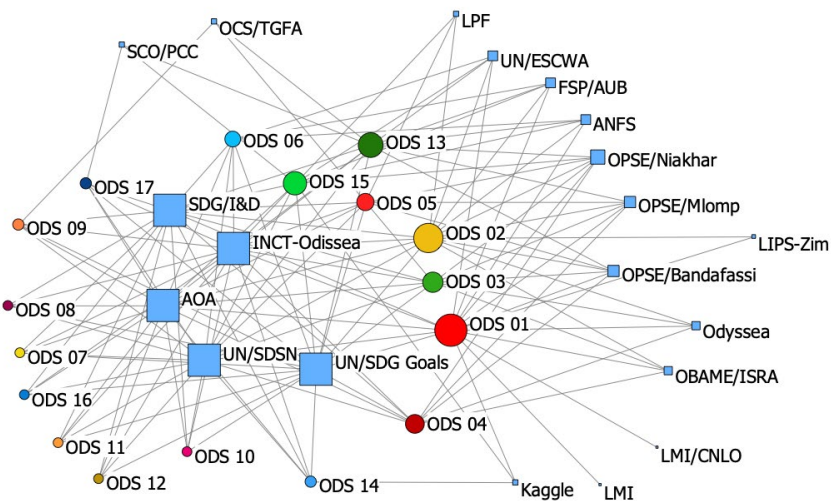 LPF
OCS/TGFA
SCO/PCC
UN/ESCWA
FSP/AUB
ANFS
ODS 06
ODS 13
OPSE/Niakhar
ODS 17
ODS 15
SDG/I&D
ODS 05
OPSE/Mlomp
ODS 09
INCT-Odissea
ODS 02
LIPS-Zim
OPSE/Bandafassi
ODS 03
ODS 08
AOA
ODS 01
Odyssea
ODS 07
UN/SDSN
UN/SDG Goals
OBAME/ISRA
ODS 16
ODS 04
ODS 11
ODS 10
LMI/CNLO
ODS 12
ODS 14
Kaggle
LMI